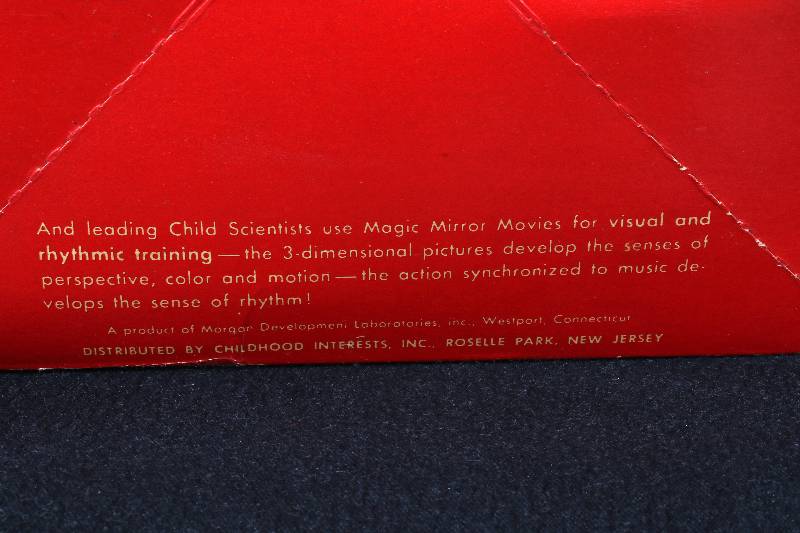 And leading Child Scientists use Magic Mirror Movies for visual and
rhythmic training — the 3-dimensional pictures develop the senses of
perspective, color and motion — the action synchronized to music de-
velops the sense of rhythm!
A product of Morgan Development Laboratories, Inc., Westport, Connecticut
DISTRIBUTED BY CHILDHOOD INTERESTS, INC., ROSELLE PARK, NEW JERSEY